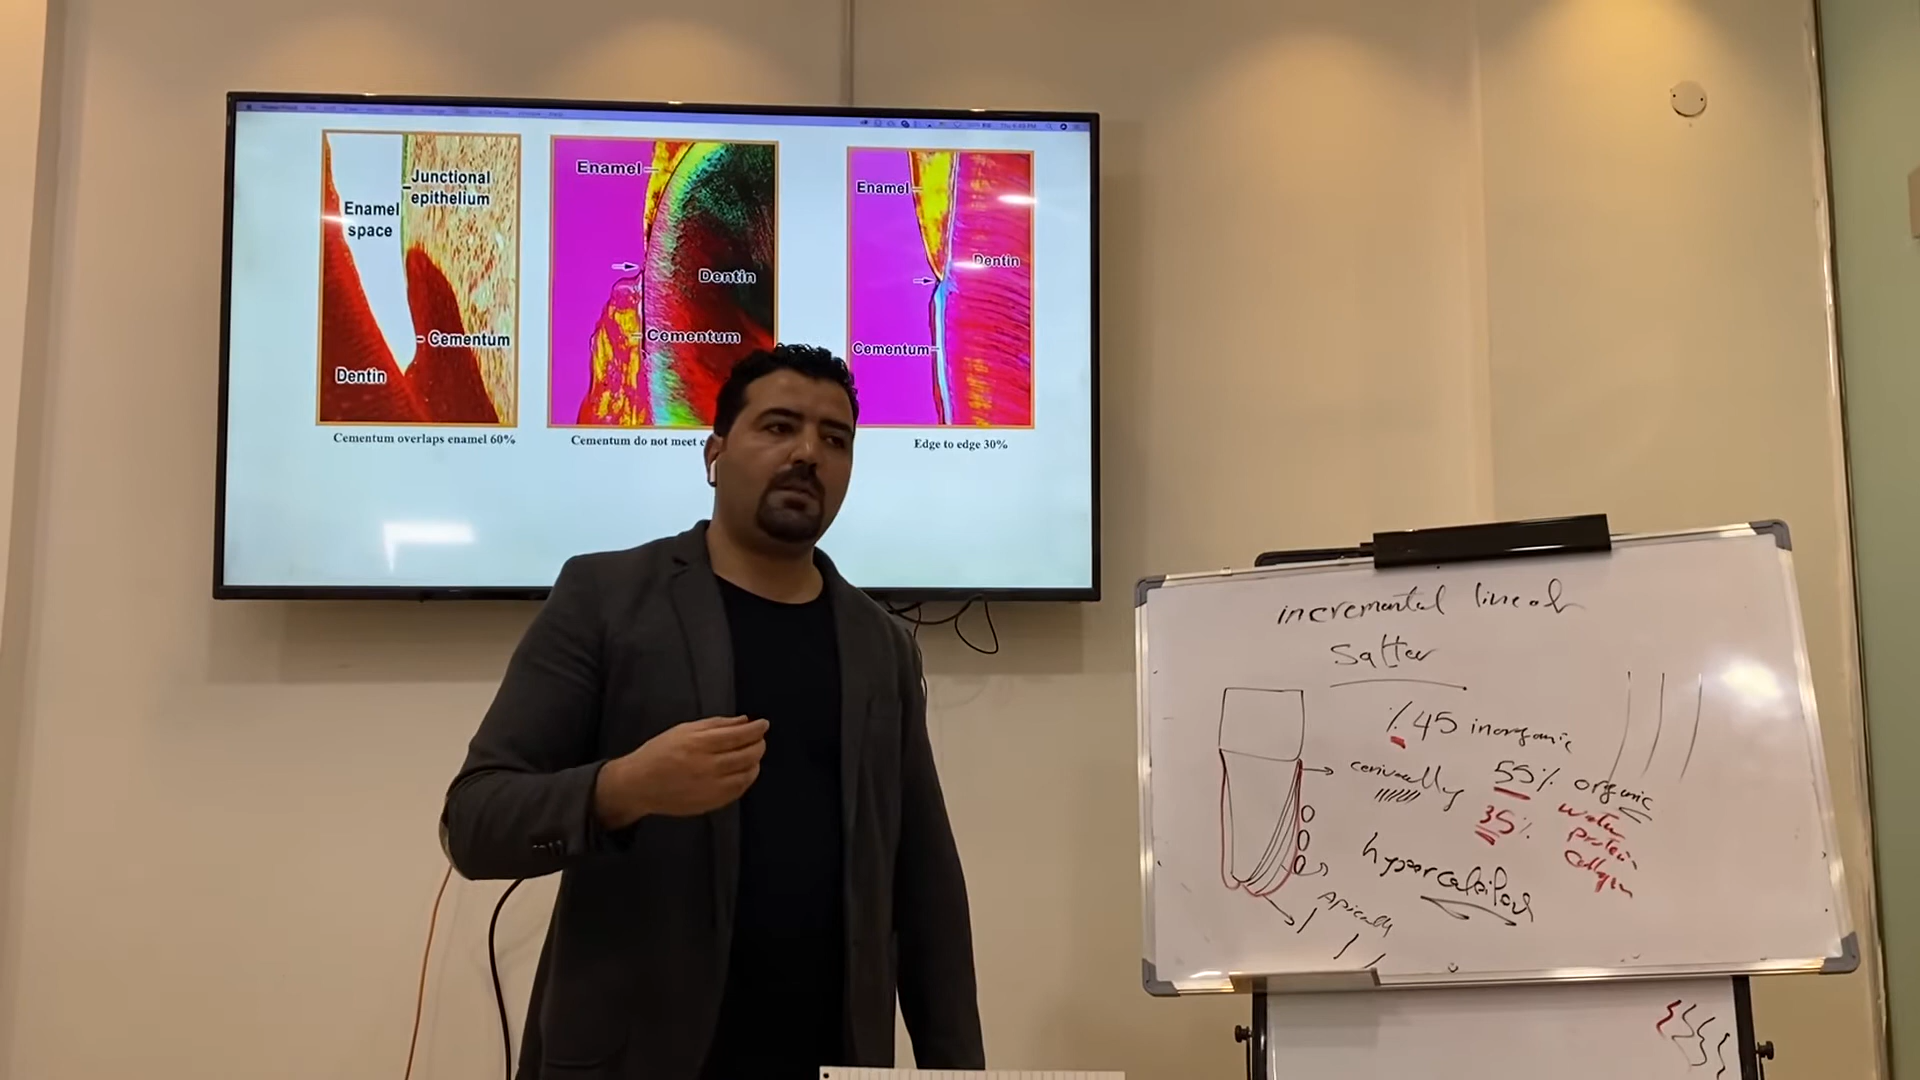 Junctional
epithelium
Enamel
space
Cementum
Dentin
Cementum overlaps enamel 60%
Enamel
Dentin
Cementum
Cementum do not meet e
Enamel
Dentin
Cementum
Edge to edge 30%
incremental line of
Salter
% 45 inorganic
cervically
55% organic
35%
water
protein
collagen
Apically